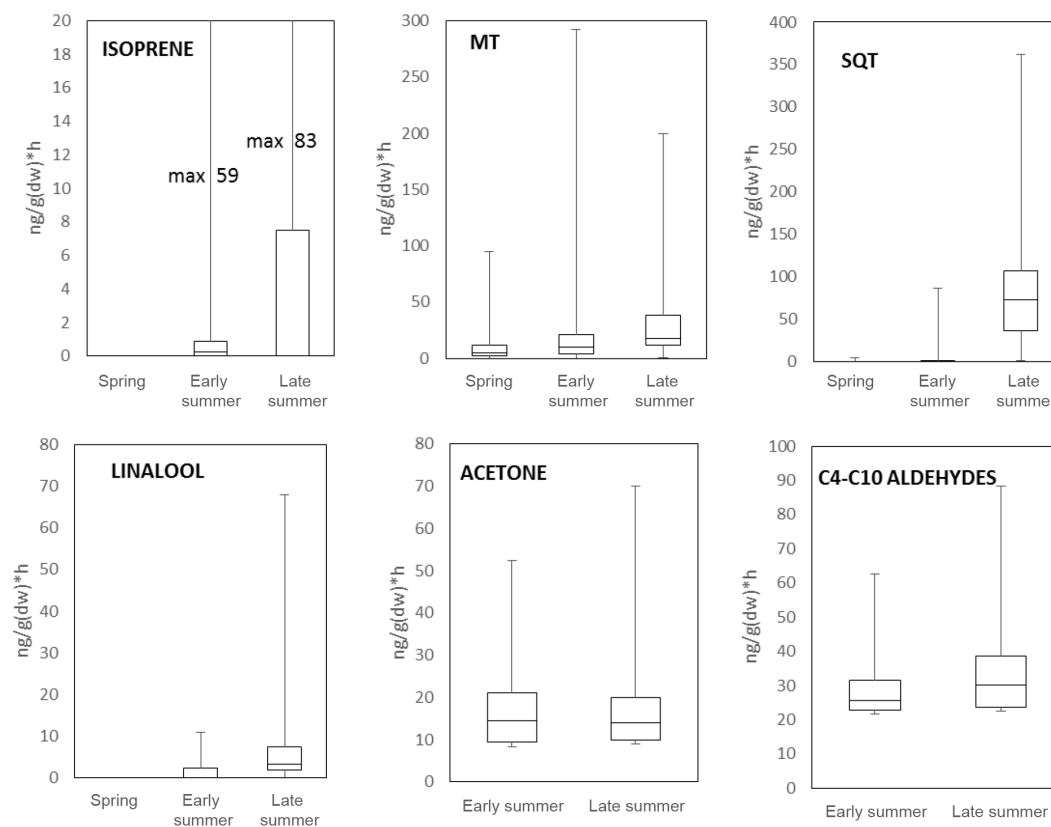 ISOPRENE
ng/g(dw)*h
20
18
16
14
12
10
8
6
4
2
0
max 59
max 83
Spring
Early
summer
Late
summer
MT
ng/g(dw)*h
300
250
200
150
100
50
0
Spring
Early
summer
Late
summer
SQT
ng/g(dw)*h
400
350
300
250
200
150
100
50
0
Spring
Early
summer
Late
summe
LINALOOL
ng/g(dw)*h
80
70
60
50
40
30
20
10
0
Spring
Early
summer
Late
summer
ACETONE
ng/g(dw)*h
80
70
60
50
40
30
20
10
0
Early summer
Late summer
C4-C10 ALDEHYDES
ng/g(dw)*h
100
90
80
70
60
50
40
30
20
10
0
Early summer
Late summer